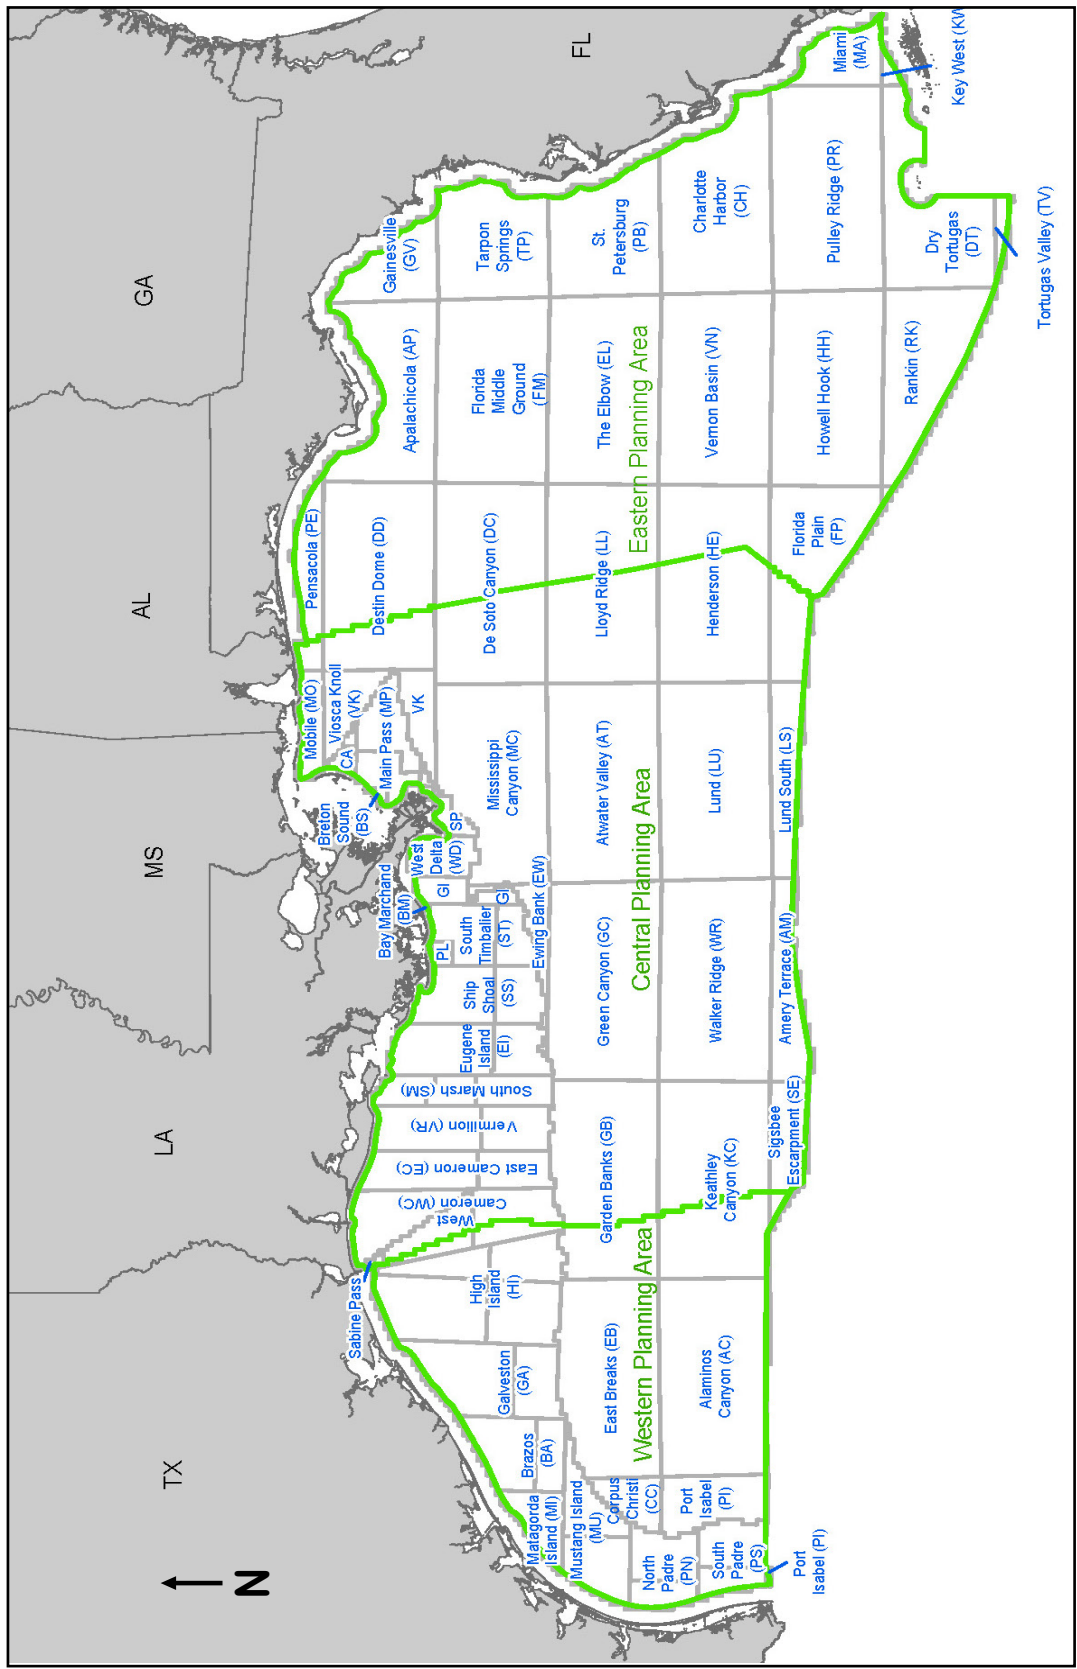 TX
LA
MS
AL
GA
FL
N
Sabine Pass
Bay Marchand
(BM)
Breton
Sound
(BS)
Mobile (MO)
Pensacola (PE)
Viosca Knoll
(VK)
CA
Main Pass (MP)
VK
Destin Dome (DD)
Apalachicola (AP)
Gainesville
(GV)
West
Delta
(WD)
SP
GI
GI
PL
South
Timbalier
(ST)
Ship
Shoal
(SS)
Eugene
Island
(EI)
South Marsh (SM)
Vermilion (VR)
East Cameron (EC)
West
Cameron (WC)
High
Island
(HI)
Galveston
(GA)
Brazos
(BA)
Matagorda
Island (MI)
Mustang Island
(MU)
Corpus
Christi
(CC)
North
Padre
(PN)
South
Padre
(PS)
Port
Isabel
(PI)
Port
Isabel (PI)
Ewing Bank (EW)
Mississippi
Canyon (MC)
De Soto Canyon (DC)
Florida
Middle
Ground
(FM)
Tarpon
Springs
(TP)
East Breaks (EB)
Garden Banks (GB)
Green Canyon (GC)
Atwater Valley (AT)
Lloyd Ridge (LL)
The Elbow (EL)
St.
Petersburg
(PB)
Western Planning Area
Central Planning Area
Eastern Planning Area
Alaminos
Canyon (AC)
Keathley
Canyon (KC)
Walker Ridge (WR)
Lund (LU)
Henderson (HE)
Vernon Basin (VN)
Charlotte
Harbor
(CH)
Sigsbee
Escarpment (SE)
Amery Terrace (AM)
Lund South (LS)
Florida
Plain
(FP)
Howell Hook (HH)
Pulley Ridge (PR)
Miami
(MA)
Rankin (RK)
Dry
Tortugas
(DT)
Key West (KW
Tortugas Valley (TV)